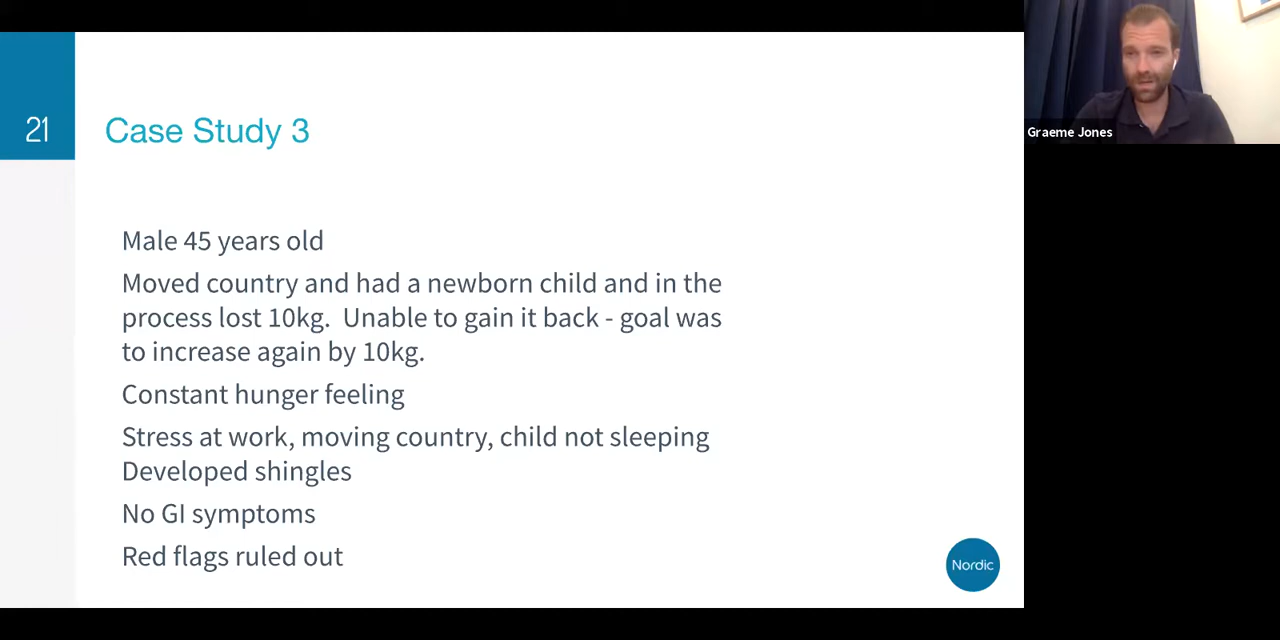 21
Case Study 3
Male 45 years old
Moved country and had a newborn child and in the
process lost 10kg.  Unable to gain it back - goal was
to increase again by 10kg.
Constant hunger feeling
Stress at work, moving country, child not sleeping
Developed shingles
No GI symptoms
Red flags ruled out
Nordic
Graeme Jones